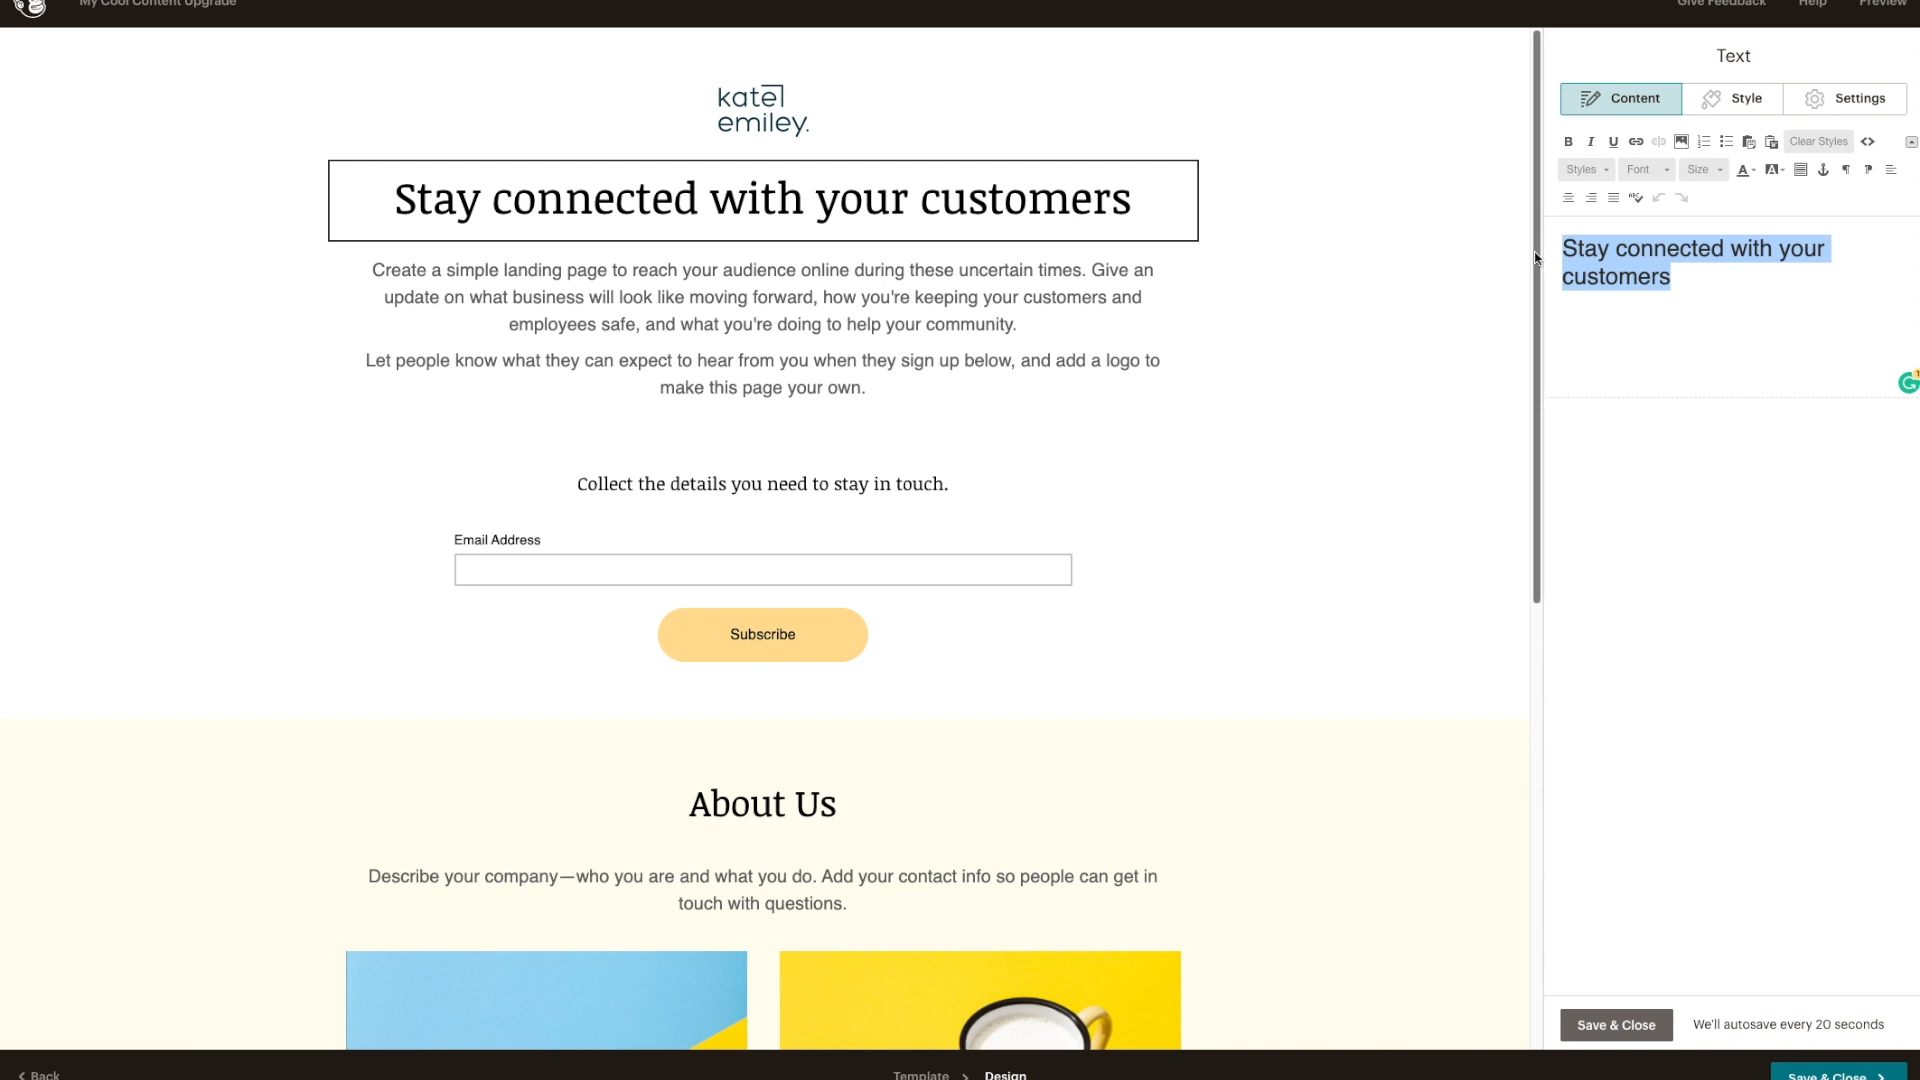 My Cool Content Upgrade
Give Feedback Help Preview
Text
Content Style Settings
kate
emiley.
Stay connected with your customers
B I U Clear Styles <>
Styles Font Size A A
Stay connected with your
customers
Create a simple landing page to reach your audience online during these uncertain times. Give an
update on what business will look like moving forward, how you're keeping your customers and
employees safe, and what you're doing to help your community.
Let people know what they can expect to hear from you when they sign up below, and add a logo to
make this page your own.
Collect the details you need to stay in touch.
Email Address
Subscribe
About Us
Describe your company—who you are and what you do. Add your contact info so people can get in
touch with questions.
Save & Close We'll autosave every 20 seconds
Back Template Design Save & Close